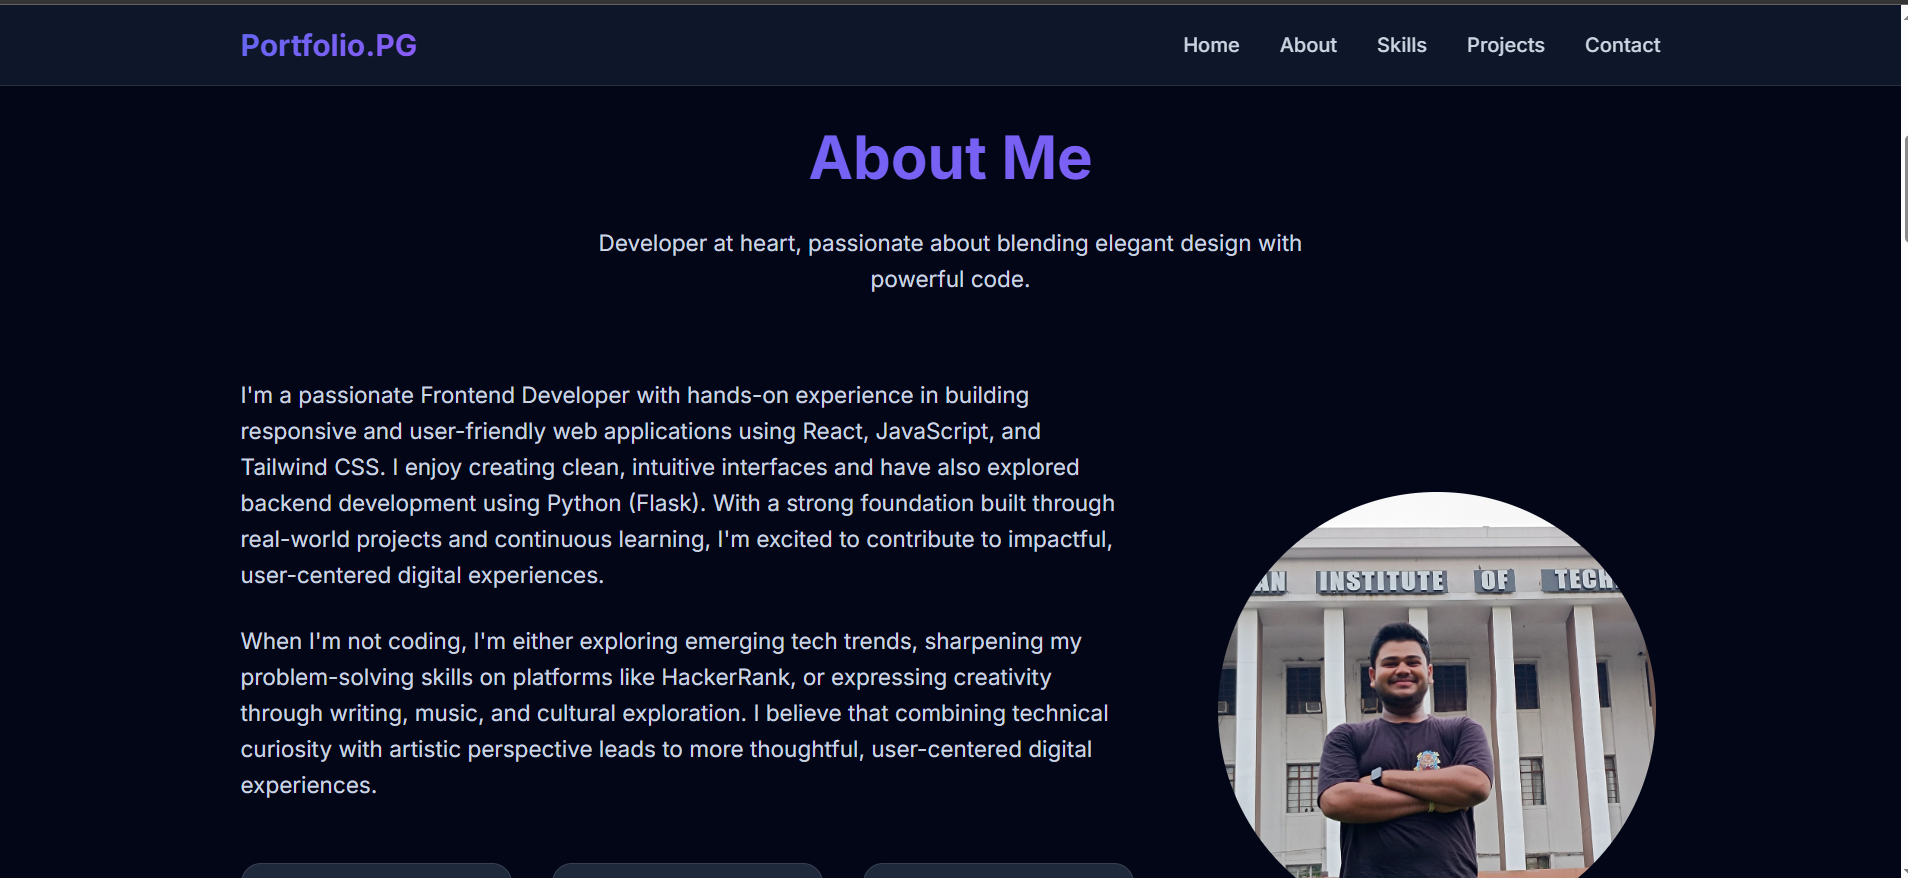 Portfolio.PG
Home About Skills Projects Contact
About Me
Developer at heart, passionate about blending elegant design with
powerful code.
I'm a passionate Frontend Developer with hands-on experience in building
responsive and user-friendly web applications using React, JavaScript, and
Tailwind CSS. I enjoy creating clean, intuitive interfaces and have also explored
backend development using Python (Flask). With a strong foundation built through
real-world projects and continuous learning, I'm excited to contribute to impactful,
user-centered digital experiences.
When I'm not coding, I'm either exploring emerging tech trends, sharpening my
problem-solving skills on platforms like HackerRank, or expressing creativity
through writing, music, and cultural exploration. I believe that combining technical
curiosity with artistic perspective leads to more thoughtful, user-centered digital
experiences.
AN INSTITUTE OF TECH